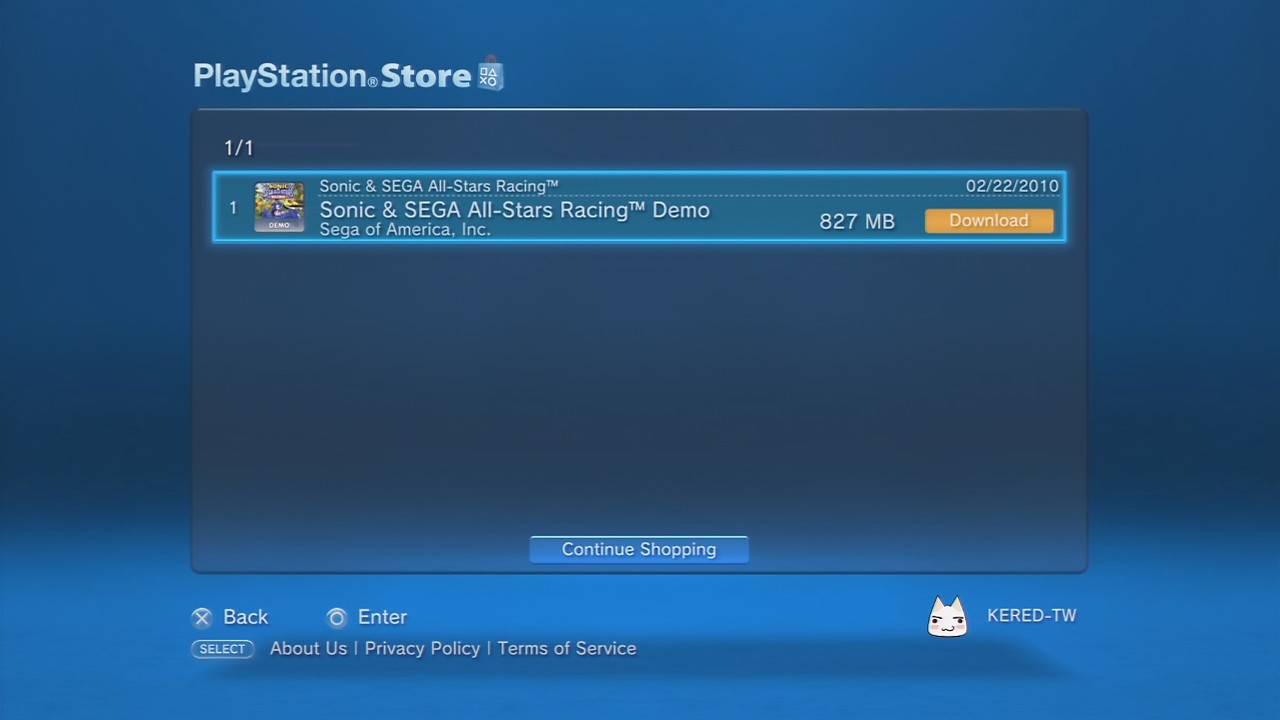 PlayStation®Store
1/1
Sonic & SEGA All-Stars Racing™ 02/22/2010
1 Sonic & SEGA All-Stars Racing™ Demo 827 MB Download
Sega of America, Inc.
DEMO
Continue Shopping
Back Enter KERED-TW
SELECT About Us | Privacy Policy | Terms of Service